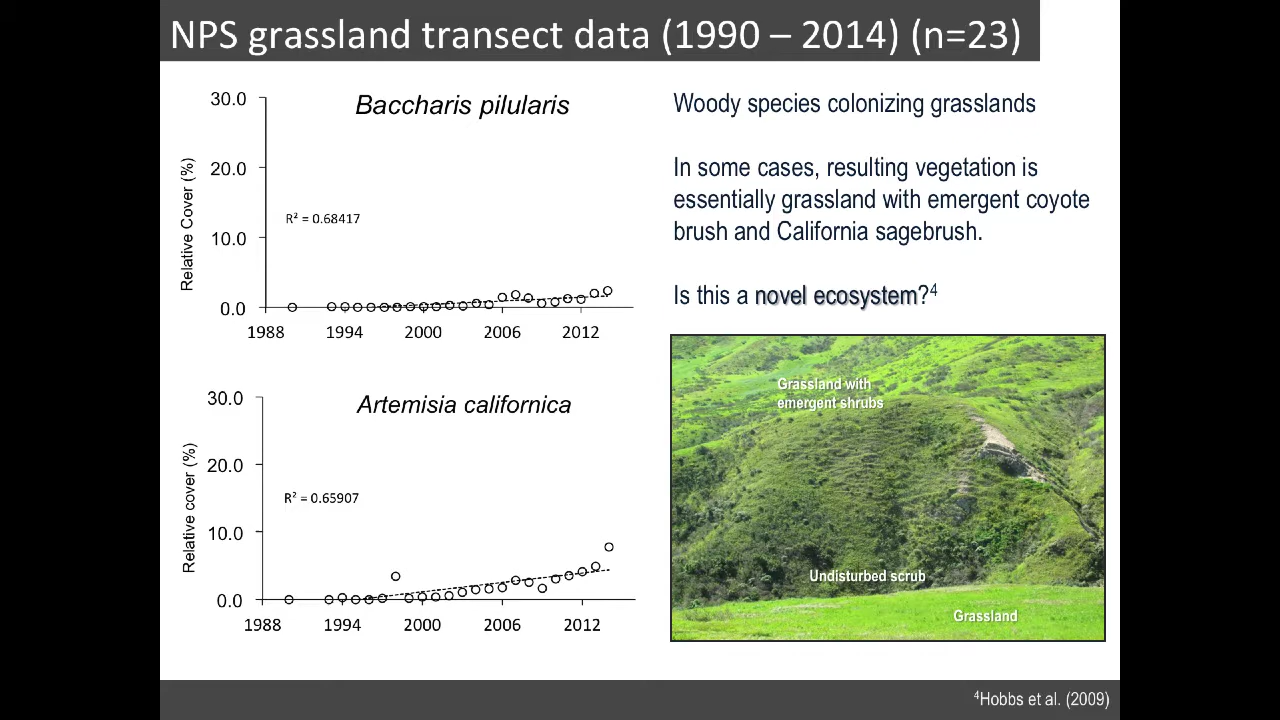 NPS grassland transect data (1990 – 2014) (n=23)
Baccharis pilularis
Relative Cover (%)
30.0
20.0
10.0
0.0
R² = 0.68417
1988 1994 2000 2006 2012
Artemisia californica
Relative cover (%)
30.0
20.0
10.0
0.0
R² = 0.65907
1988 1994 2000 2006 2012
Woody species colonizing grasslands
In some cases, resulting vegetation is
essentially grassland with emergent coyote
brush and California sagebrush.
Is this a novel ecosystem?⁴
Grassland with
emergent shrubs
Undisturbed scrub
Grassland
⁴Hobbs et al. (2009)